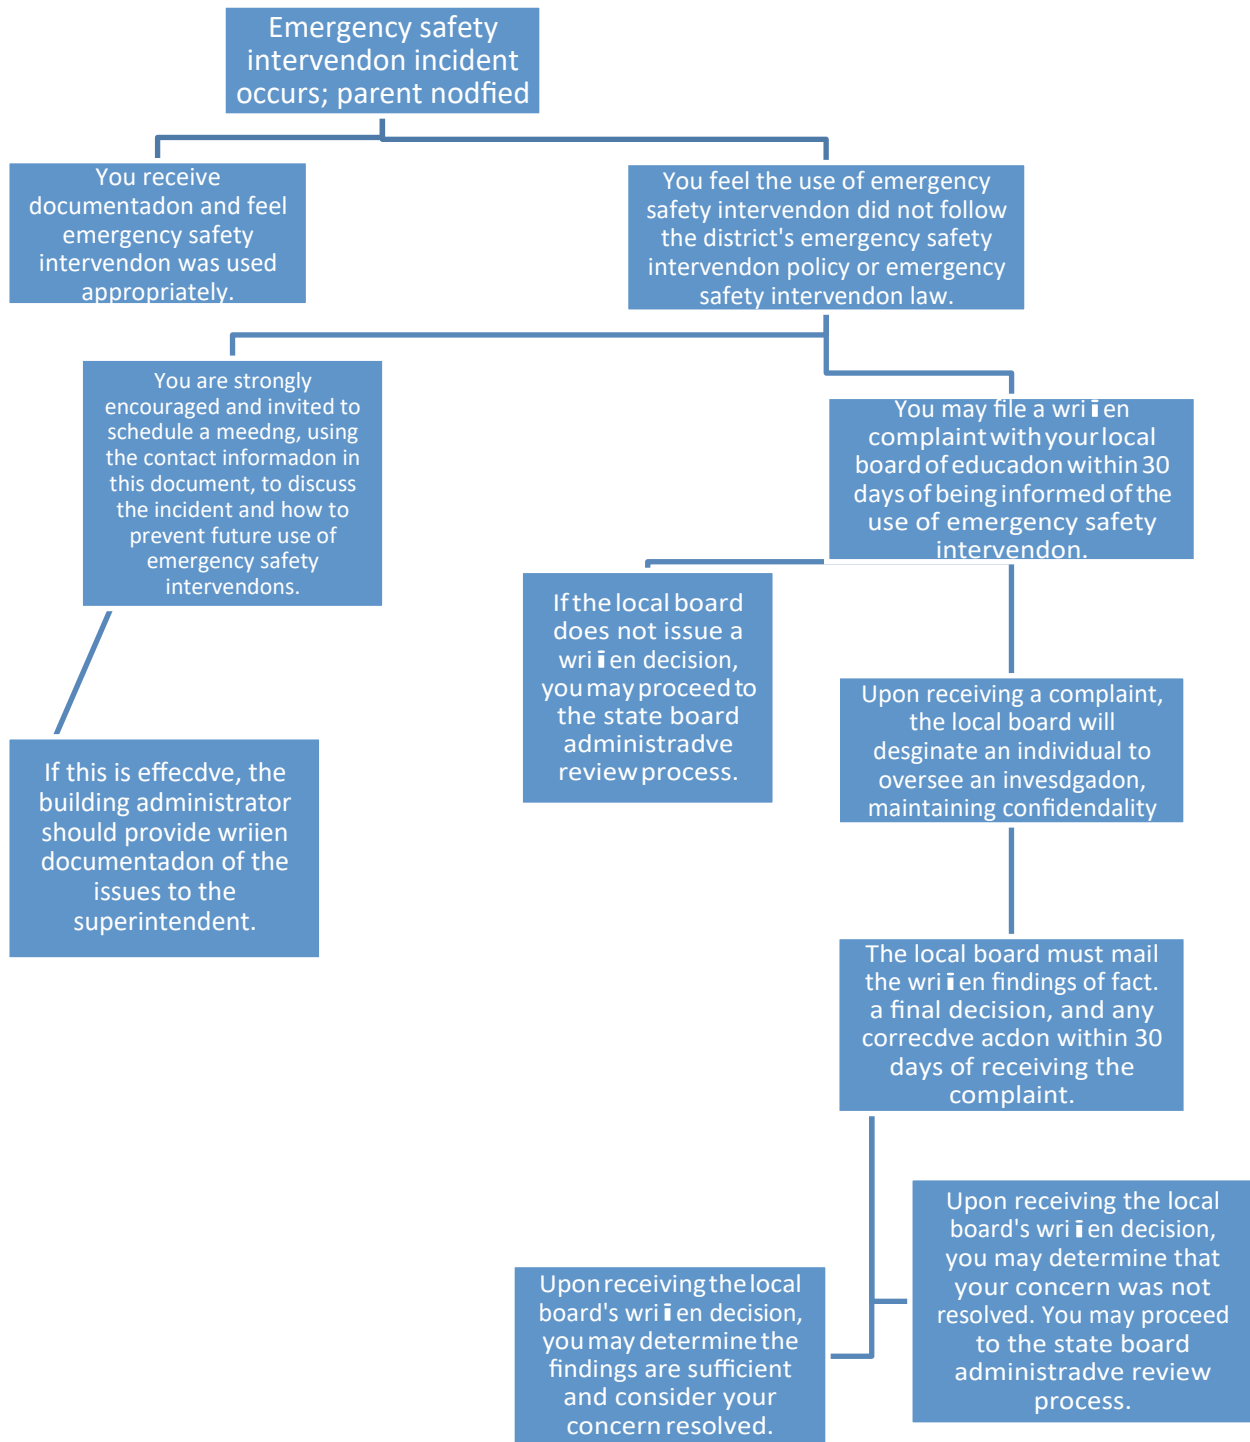 Emergency safety
intervendon incident
occurs; parent nodfied
You receive
documentadon and feel
emergency safety
intervendon was used
appropriately.
You feel the use of emergency
safety intervendon did not follow
the district's emergency safety
intervendon policy or emergency
safety intervendon law.
You are strongly
encouraged and invited to
schedule a meedng, using
the contact informadon in
this document, to discuss
the incident and how to
prevent future use of
emergency safety
intervendons.
You may file a wri ī en
complaint with your local
board of educadon within 30
days of being informed of the
use of emergency safety
intervendon.
If the local board
does not issue a
wri ī en decision,
you may proceed to
the state board
administradve
review process.
Upon receiving a complaint,
the local board will
desginate an individual to
oversee an invesdgadon,
maintaining confidendality
If this is effecdve, the
building administrator
should provide wriien
documentadon of the
issues to the
superintendent.
The local board must mail
the wri ī en findings of fact.
a final decision, and any
correcdve acdon within 30
days of receiving the
complaint.
Upon receiving the local
board's wri ī en decision,
you may determine that
your concern was not
resolved. You may proceed
to the state board
administradve review
process.
Upon receiving the local
board's wri ī en decision,
you may determine the
findings are sufficient
and consider your
concern resolved.